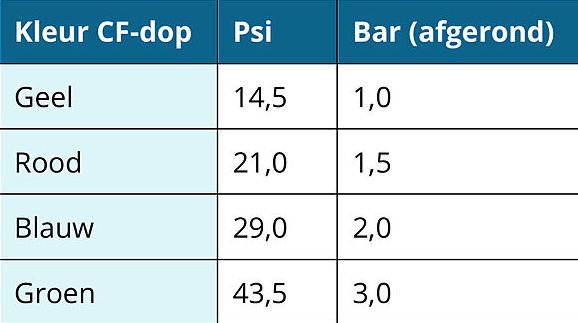 Kleur CF-dop Psi Bar (afgerond)
Geel 14,5 1,0
Rood 21,0 1,5
Blauw 29,0 2,0
Groen 43,5 3,0